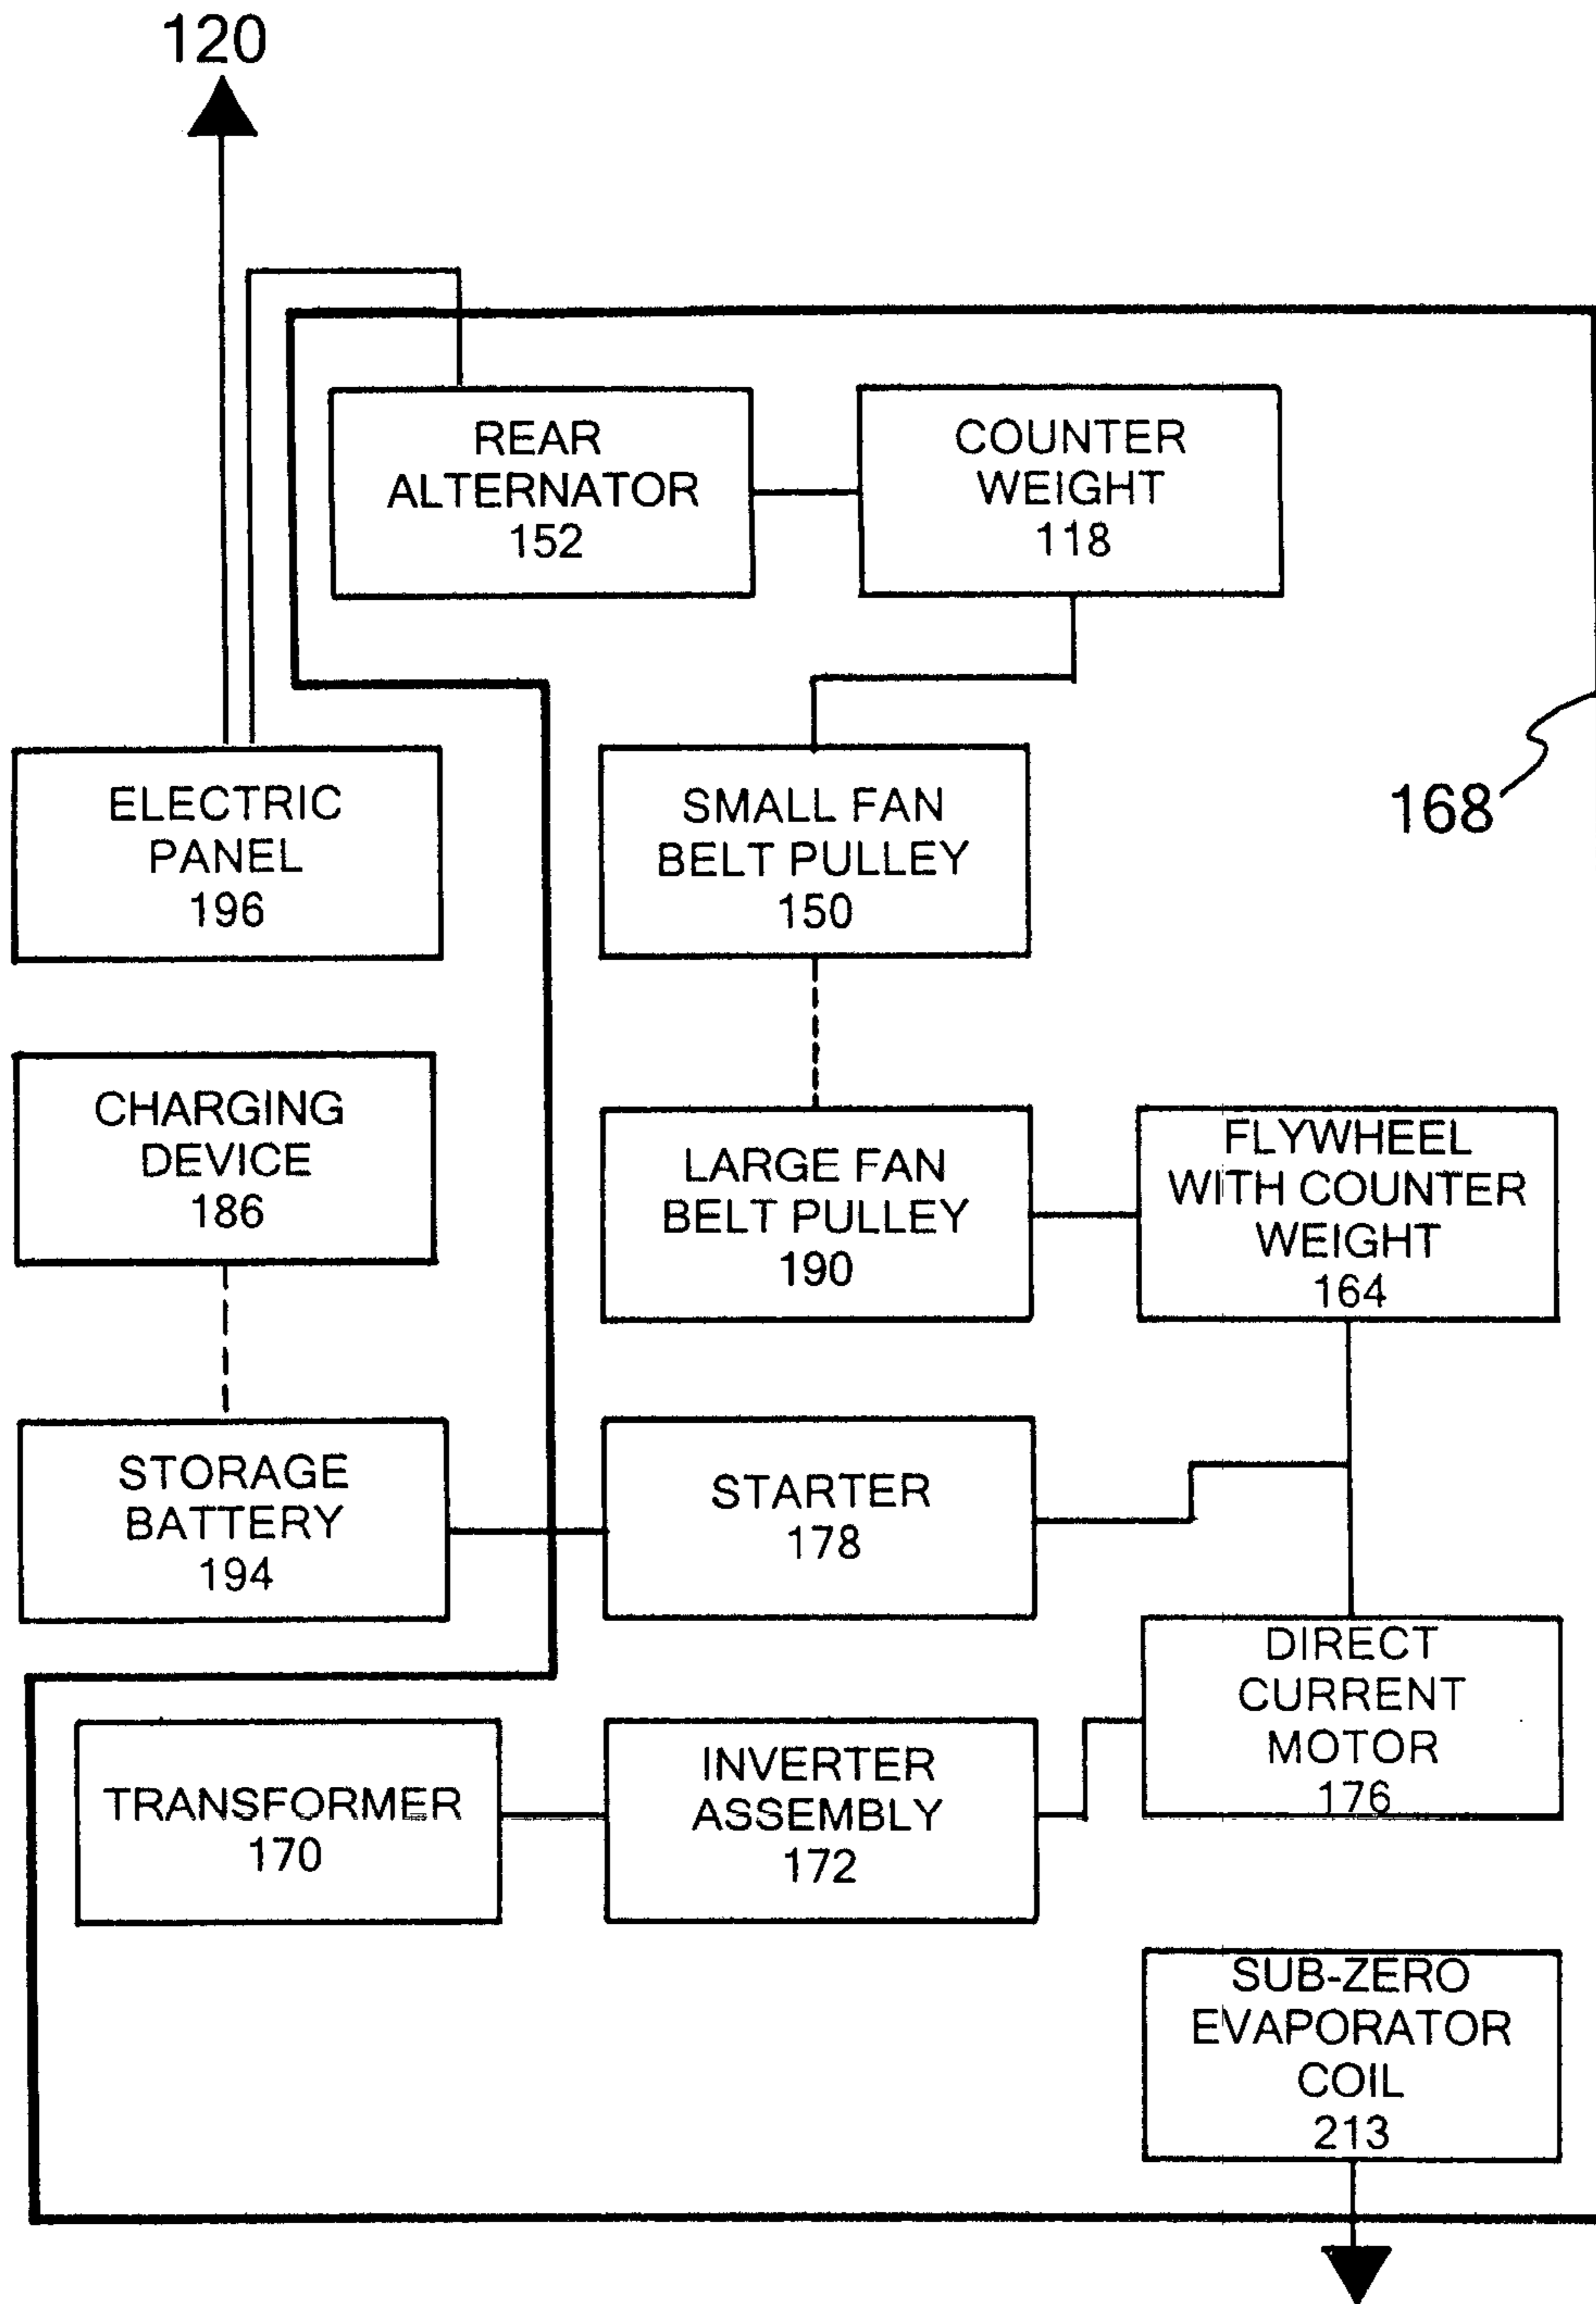 120
REAR
ALTERNATOR
152
COUNTER
WEIGHT
118
ELECTRIC
PANEL
196
SMALL FAN
BELT PULLEY
150
168
CHARGING
DEVICE
186
LARGE FAN
BELT PULLEY
190
FLYWHEEL
WITH COUNTER
WEIGHT
164
STORAGE
BATTERY
194
STARTER
178
DIRECT
CURRENT
MOTOR
176
TRANSFORMER
170
INVERTER
ASSEMBLY
172
SUB-ZERO
EVAPORATOR
COIL
213